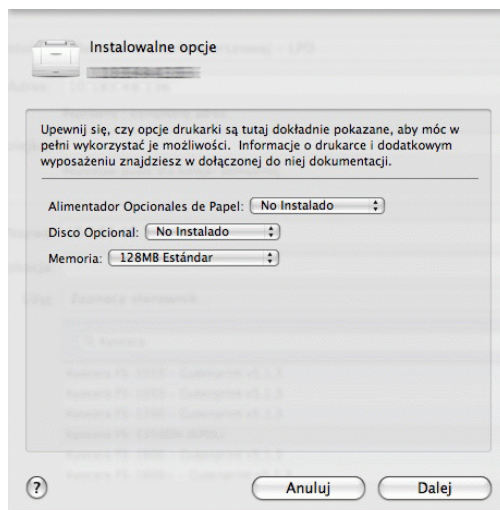 Instalowalne opcje
Upewnij się, czy opcje drukarki są tutaj dokładnie pokazane, aby móc w
pełni wykorzystać je możliwości. Informacje o drukarce i dodatkowym
wyposażeniu znajdziesz w dołączonej do niej dokumentacji.
Alimentador Opcionales de Papel: No Instalado
Disco Opcional: No Instalado
Memoria: 128MB Estándar
? Anuluj Dalej